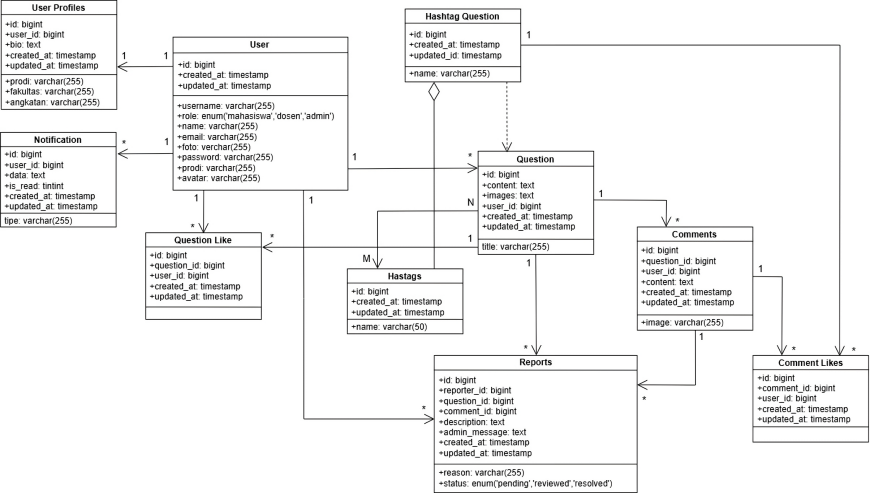 User Profiles
+id: bigint
+user_id: bigint
+bio: text
+created_at: timestamp
+updated_at: timestamp
+prodi: varchar(255)
+fakultas: varchar(255)
+angkatan: varchar(255)
1
1
User
+id: bigint
+created_at: timestamp
+updated_at: timestamp
+username: varchar(255)
+role: enum('mahasiswa','dosen','admin')
+name: varchar(255)
+email: varchar(255)
+foto: varchar(255)
+password: varchar(255)
+prodi: varchar(255)
+avatar: varchar(255)
Hashtag Question
+id: bigint
+created_at: timestamp
+updated_id: timestamp
+name: varchar(255)
1
Notification
+id: bigint
+user_id: bigint
+data: text
+is_read: tintint
+created_at: timestamp
+updated_at: timestamp
tipe: varchar(255)
*
1
1
*
Question
+id: bigint
+content: text
+images: text
+user_id: bigint
+created_at: timestamp
+updated_at: timestamp
title: varchar(255)
1
1
1
*
N
M
Question Like
+id: bigint
+question_id: bigint
+user_id: bigint
+created_at: timestamp
+updated_at: timestamp
*
1
Hastags
+id: bigint
+created_at: timestamp
+updated_at: timestamp
+name: varchar(50)
1
*
Comments
+id: bigint
+question_id: bigint
+user_id: bigint
+content: text
+created_at: timestamp
+updated_at: timestamp
+image: varchar(255)
1
1
1
*
*
*
Reports
+id: bigint
+reporter_id: bigint
+question_id: bigint
+comment_id: bigint
+description: text
+admin_message: text
+created_at: timestamp
+updated_at: timestamp
+reason: varchar(255)
+status: enum('pending','reviewed','resolved')
*
*
Comment Likes
+id: bigint
+comment_id: bigint
+user_id: bigint
+created_at: timestamp
+updated_at: timestamp